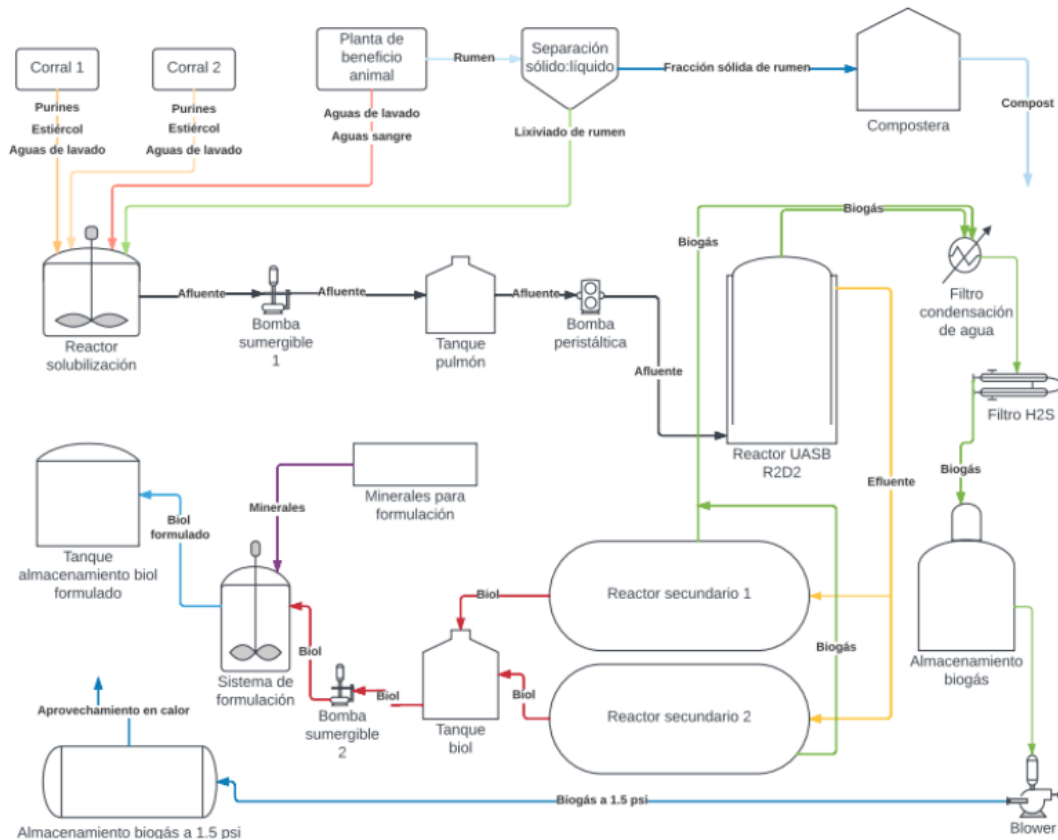 Corral 1
Corral 2
Planta de
beneficio
animal
Rumen
Separación
sólido:líquido
Fracción sólida de rumen
Compostera
Compost
Purines
Estiércol
Aguas de lavado
Purines
Estiércol
Aguas de lavado
Aguas de lavado
Aguas sangre
Lixiviado de rumen
Reactor
solubilización
Afluente
Bomba
sumergible
1
Afluente
Tanque
pulmón
Afluente
Bomba
peristáltica
Afluente
Biogás
Biogás
Reactor UASB
R2D2
Filtro
condensación
de agua
Filtro H2S
Biogás
Efluente
Almacenamiento
biogás
Minerales para
formulación
Minerales
Tanque
almacenamiento biol
formulado
Biol
formulado
Sistema de
formulación
Biol
Bomba
sumergible
2
Biol
Tanque
biol
Biol
Biol
Reactor secundario 1
Biogás
Reactor secundario 2
Aprovechamiento en calor
Almacenamiento biogás a 1.5 psi
Biogás a 1.5 psi
Blower